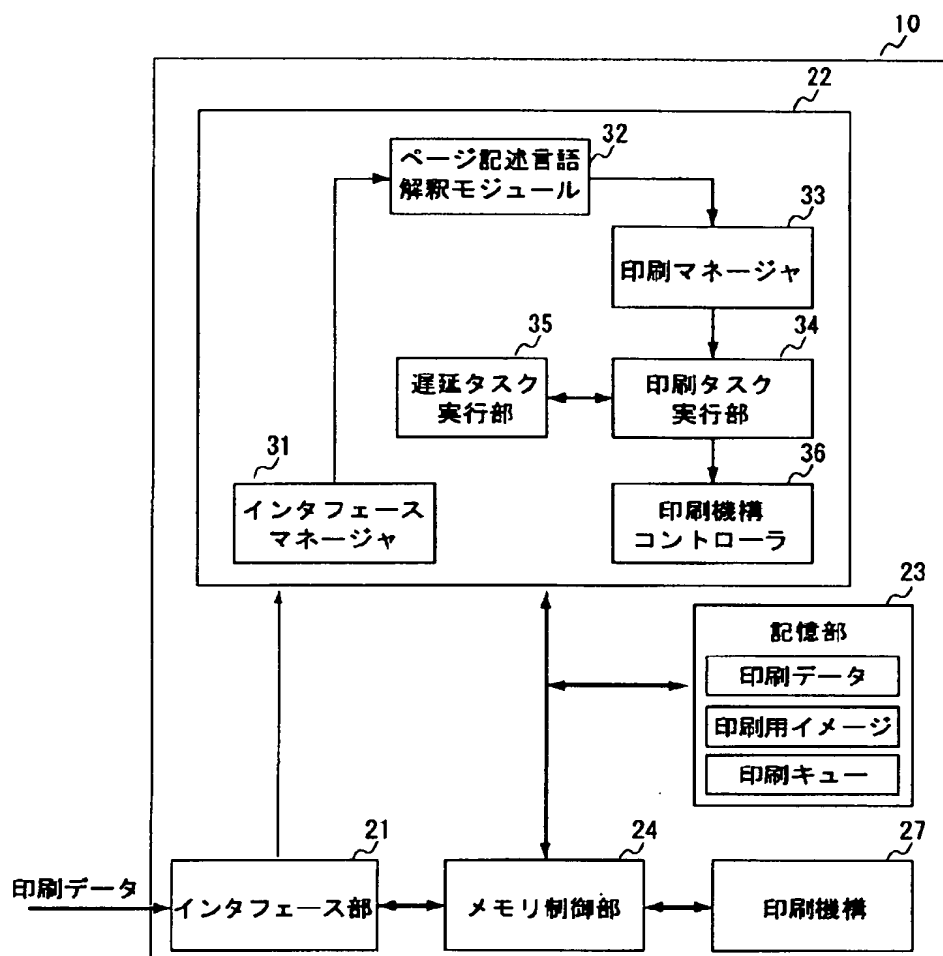 10
22
32
ページ記述言語
解釈モジュール
33
印刷マネージャ
35
遅延タスク
実行部
34
印刷タスク
実行部
31
インタフェース
マネージャ
36
印刷機構
コントローラ
23
記憶部
印刷データ
印刷用イメージ
印刷キュー
印刷データ
21
インタフェース部
24
メモリ制御部
27
印刷機構